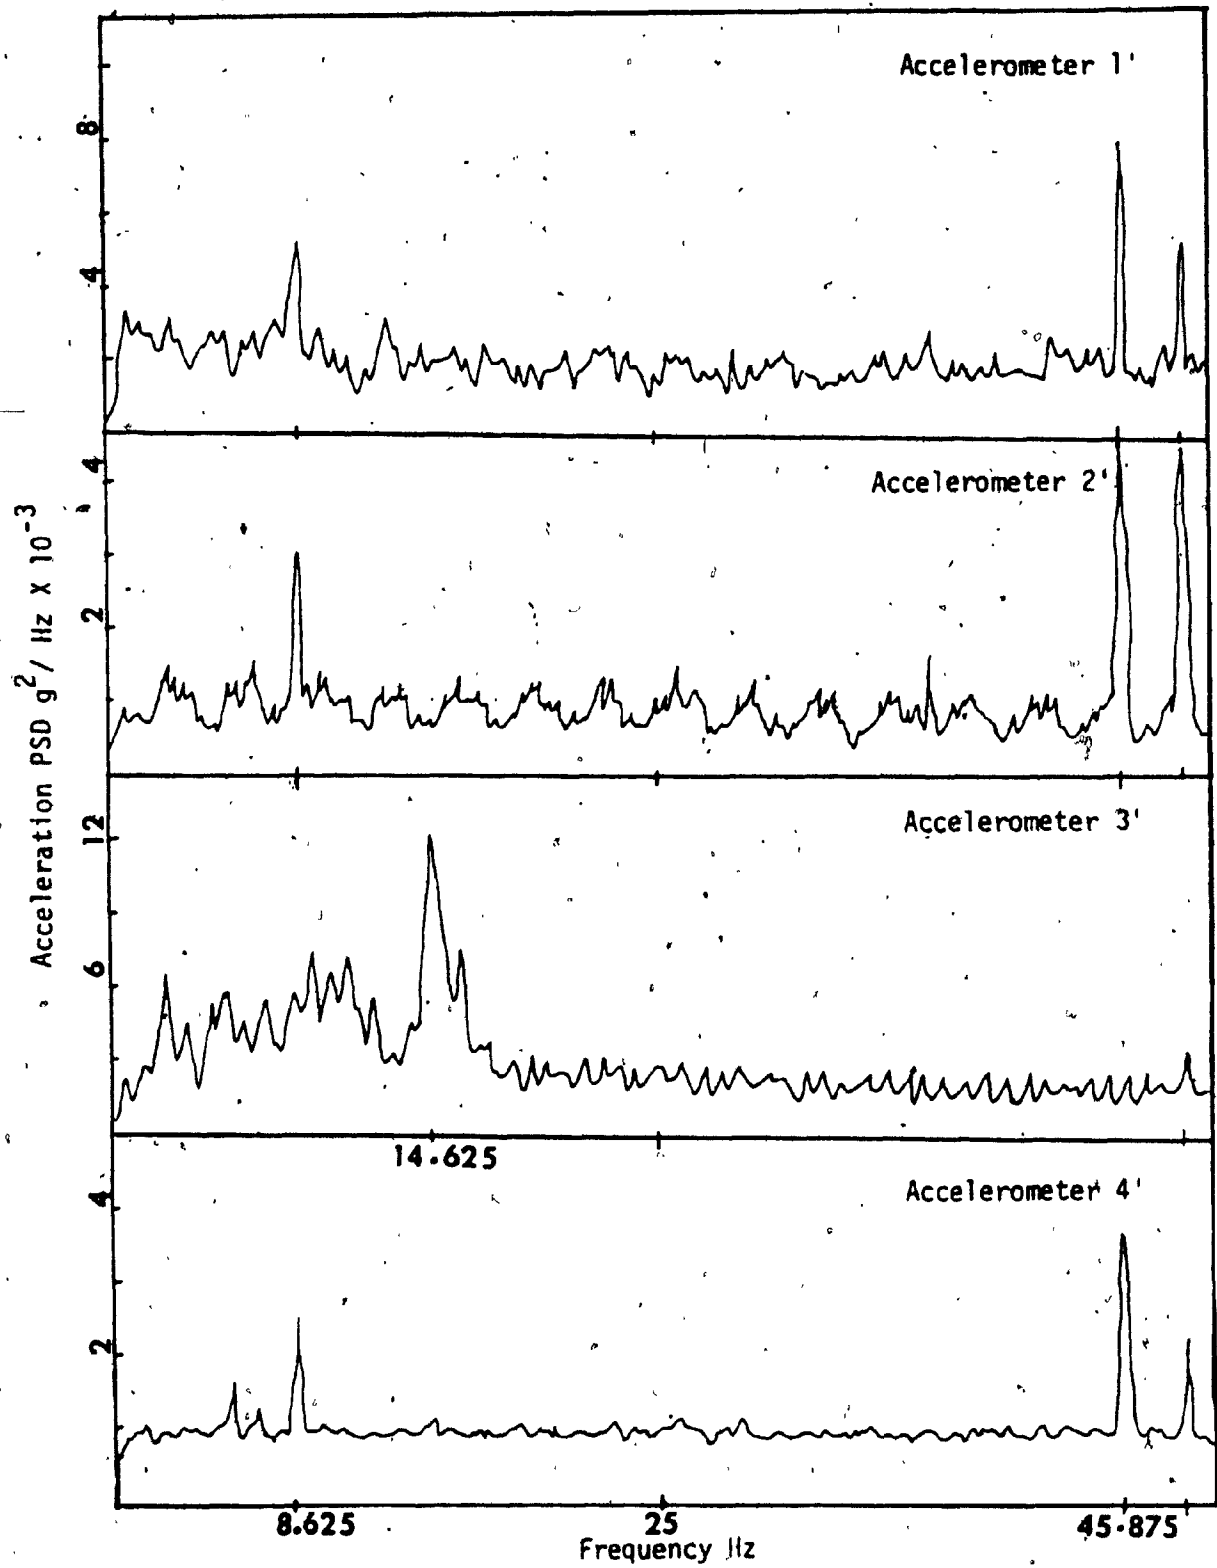 Accelerometer 1'
8
4
Accelerometer 2'
4
2
Acceleration PSD g2/ Hz X 10-3
Accelerometer 3'
12
6
14.625
Accelerometer 4'
4
2
8.625 25 45.875
Frequency Hz